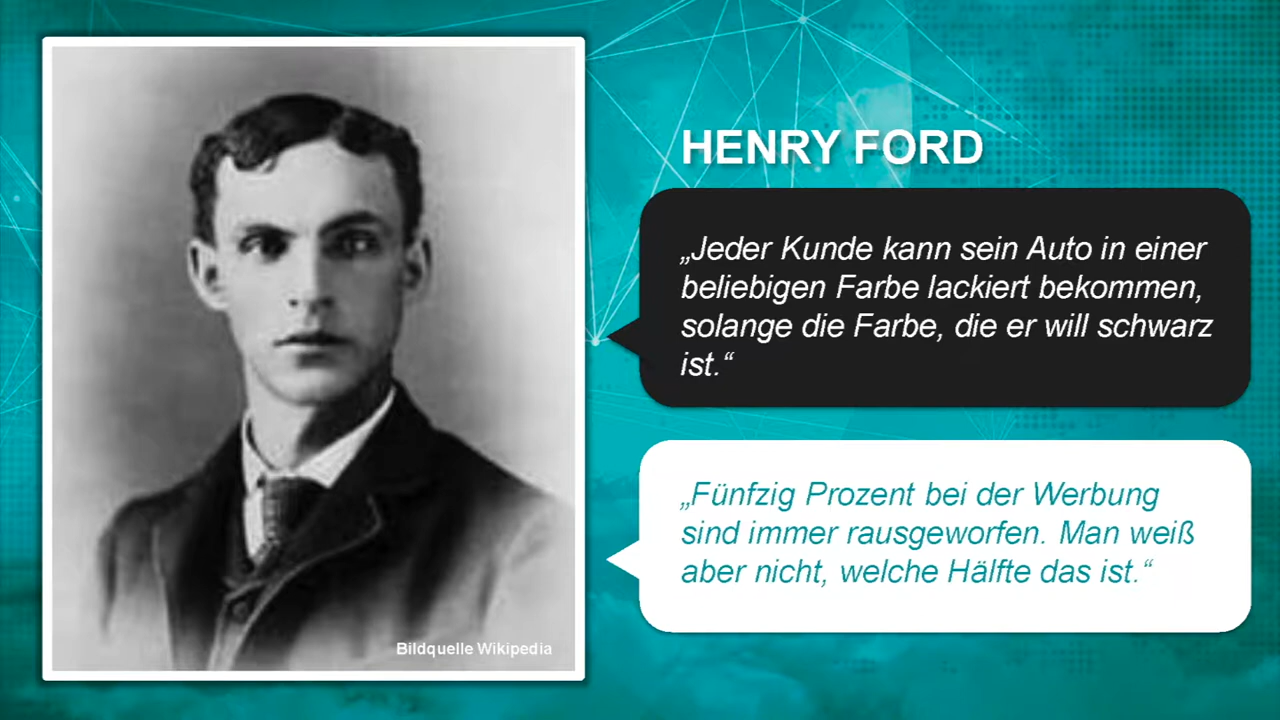 HENRY FORD
„Jeder Kunde kann sein Auto in einer
beliebigen Farbe lackiert bekommen,
solange die Farbe, die er will schwarz
ist.“
„Fünfzig Prozent bei der Werbung
sind immer rausgeworfen. Man weiß
aber nicht, welche Hälfte das ist.“
Bildquelle Wikipedia